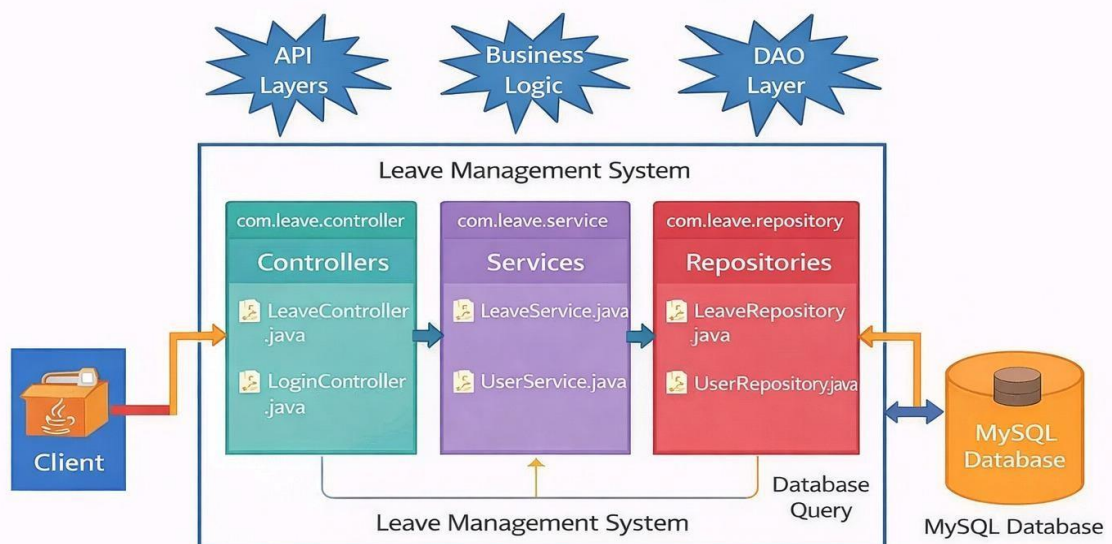 API
Layers
Business
Logic
DAO
Layer
Leave Management System
com.leave.controller
Controllers
LeaveController
.java
LoginController
.java
com.leave.service
Services
LeaveService.java
UserService.java
com.leave.repository
Repositories
LeaveRepository
.java
UserRepository.java
Client
MySQL
Database
MySQL Database
Database
Query
Leave Management System